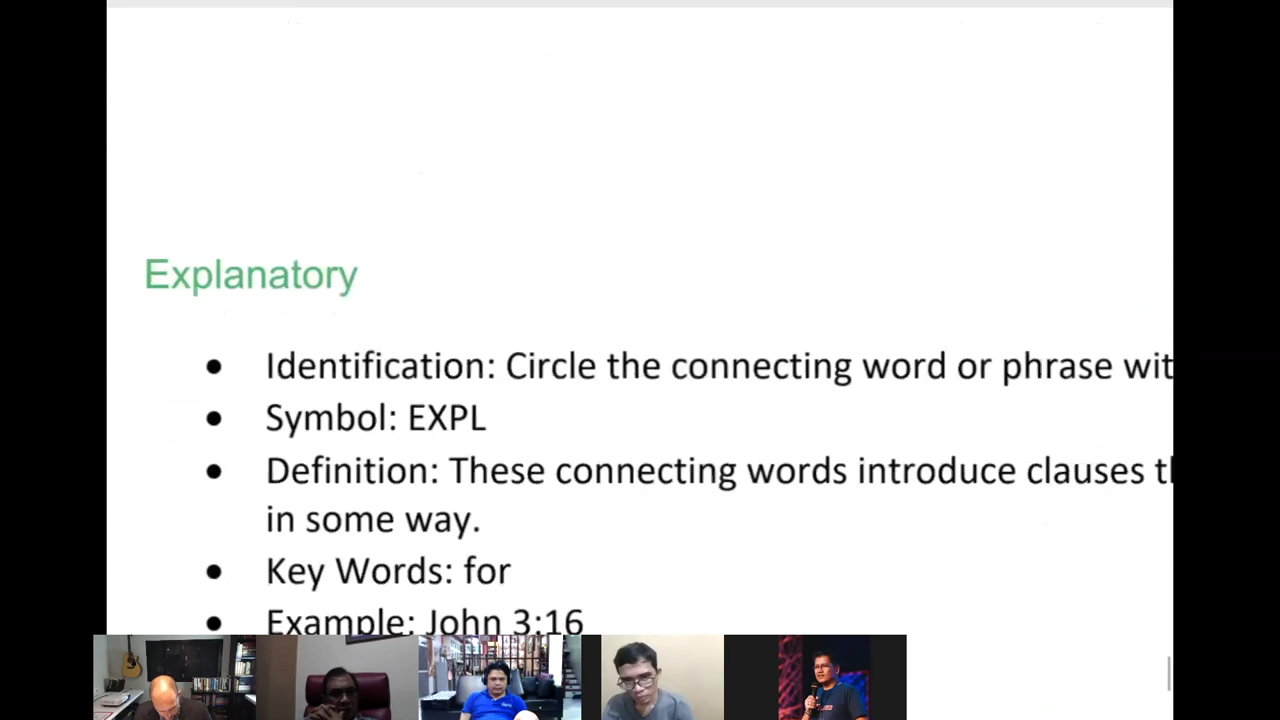 Explanatory
Identification: Circle the connecting word or phrase wit
Symbol: EXPL
Definition: These connecting words introduce clauses th
in some way.
Key Words: for
Example: John 3:16